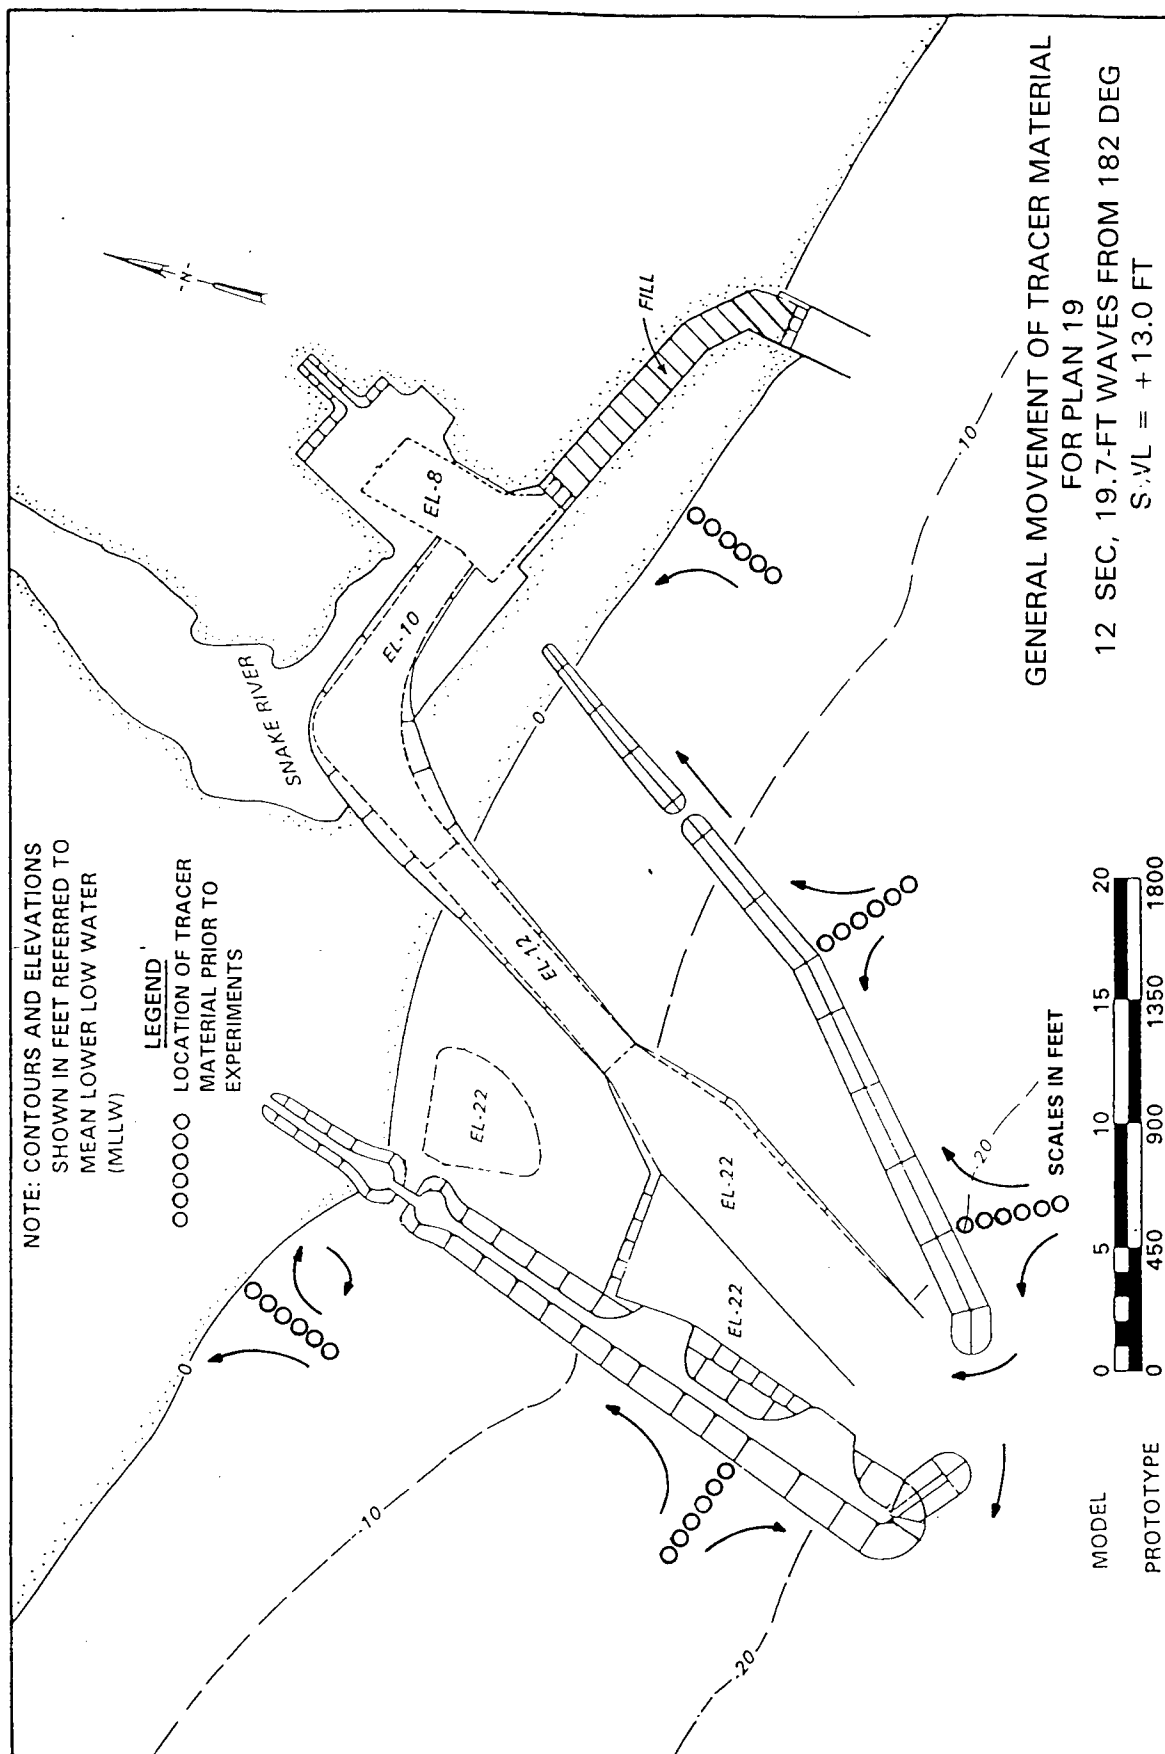 NOTE: CONTOURS AND ELEVATIONS
SHOWN IN FEET REFERRED TO
MEAN LOWER LOW WATER
(MLLW)
LEGEND
OOOOOO LOCATION OF TRACER
MATERIAL PRIOR TO
EXPERIMENTS
SNAKE RIVER
N
EL-8
EL-10
EL-12
EL-22
EL-22
EL-22
FILL
0
0
-10
-10
-20
-20
SCALES IN FEET
MODEL
0 5 10 15 20
PROTOTYPE
0 450 900 1350 1800
GENERAL MOVEMENT OF TRACER MATERIAL
FOR PLAN 19
12 SEC, 19.7-FT WAVES FROM 182 DEG
SWL = +13.0 FT